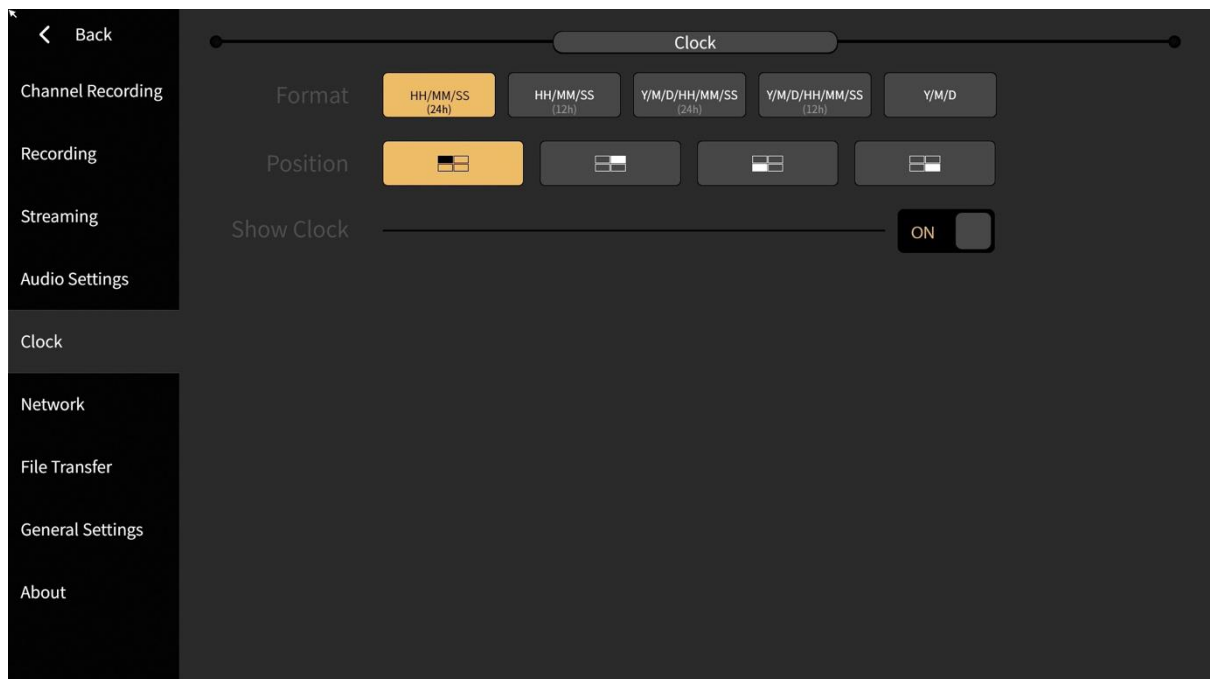 Back
Channel Recording
Recording
Streaming
Audio Settings
Clock
Network
File Transfer
General Settings
About
Clock
Format
HH/MM/SS
(24h)
HH/MM/SS
(12h)
Y/M/D/HH/MM/SS
(24h)
Y/M/D/HH/MM/SS
(12h)
Y/M/D
Position
Show Clock
ON